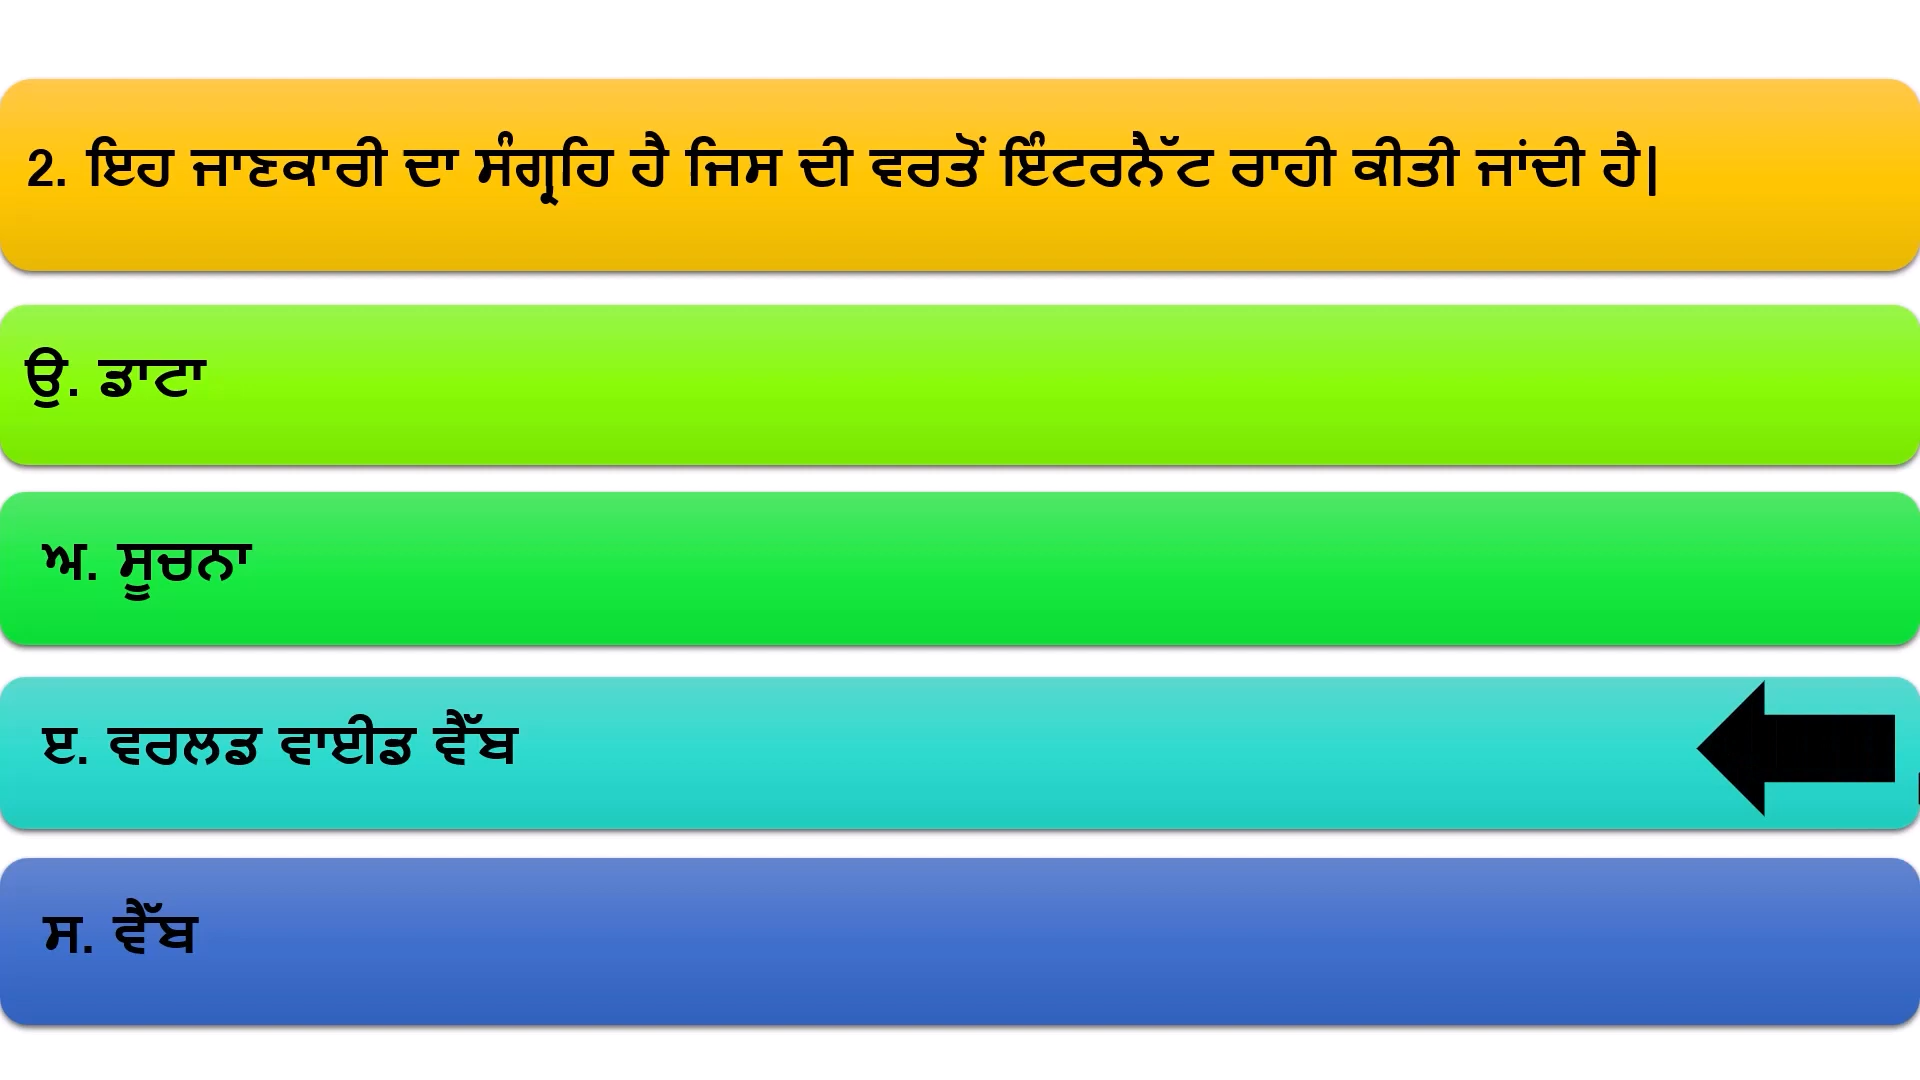 2. ਇਹ ਜਾਣਕਾਰੀ ਦਾ ਸੰਗ੍ਰਹਿ ਹੈ ਜਿਸ ਦੀ ਵਰਤੋਂ ਇੰਟਰਨੈੱਟ ਰਾਹੀ ਕੀਤੀ ਜਾਂਦੀ ਹੈ|
ੳ. ਡਾਟਾ
ਅ. ਸੂਚਨਾ
ੲ. ਵਰਲਡ ਵਾਈਡ ਵੈੱਬ
ਸ. ਵੈੱਬ